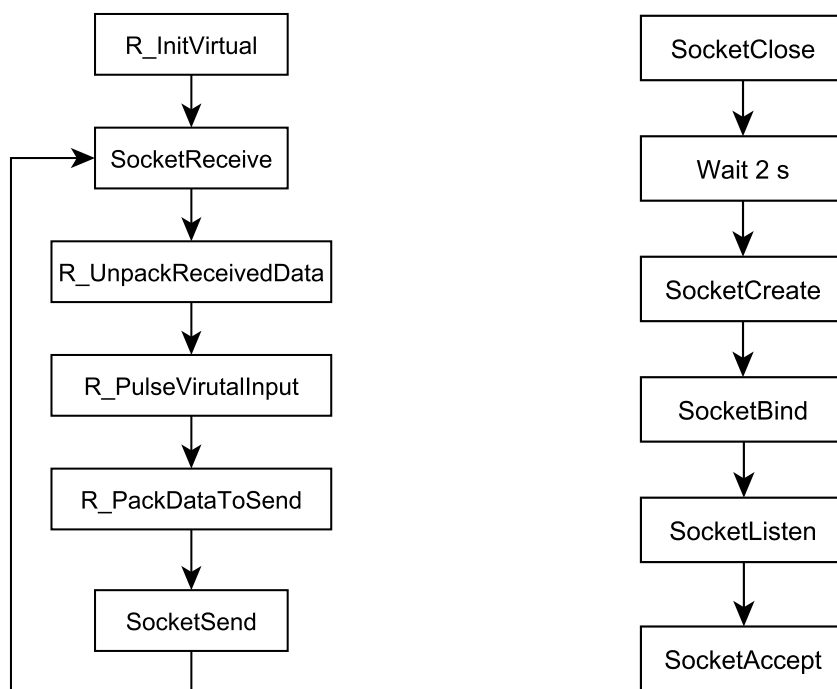 R_InitVirtual
SocketReceive
R_UnpackReceivedData
R_PulseVirutalInput
R_PackDataToSend
SocketSend
SocketClose
Wait 2 s
SocketCreate
SocketBind
SocketListen
SocketAccept